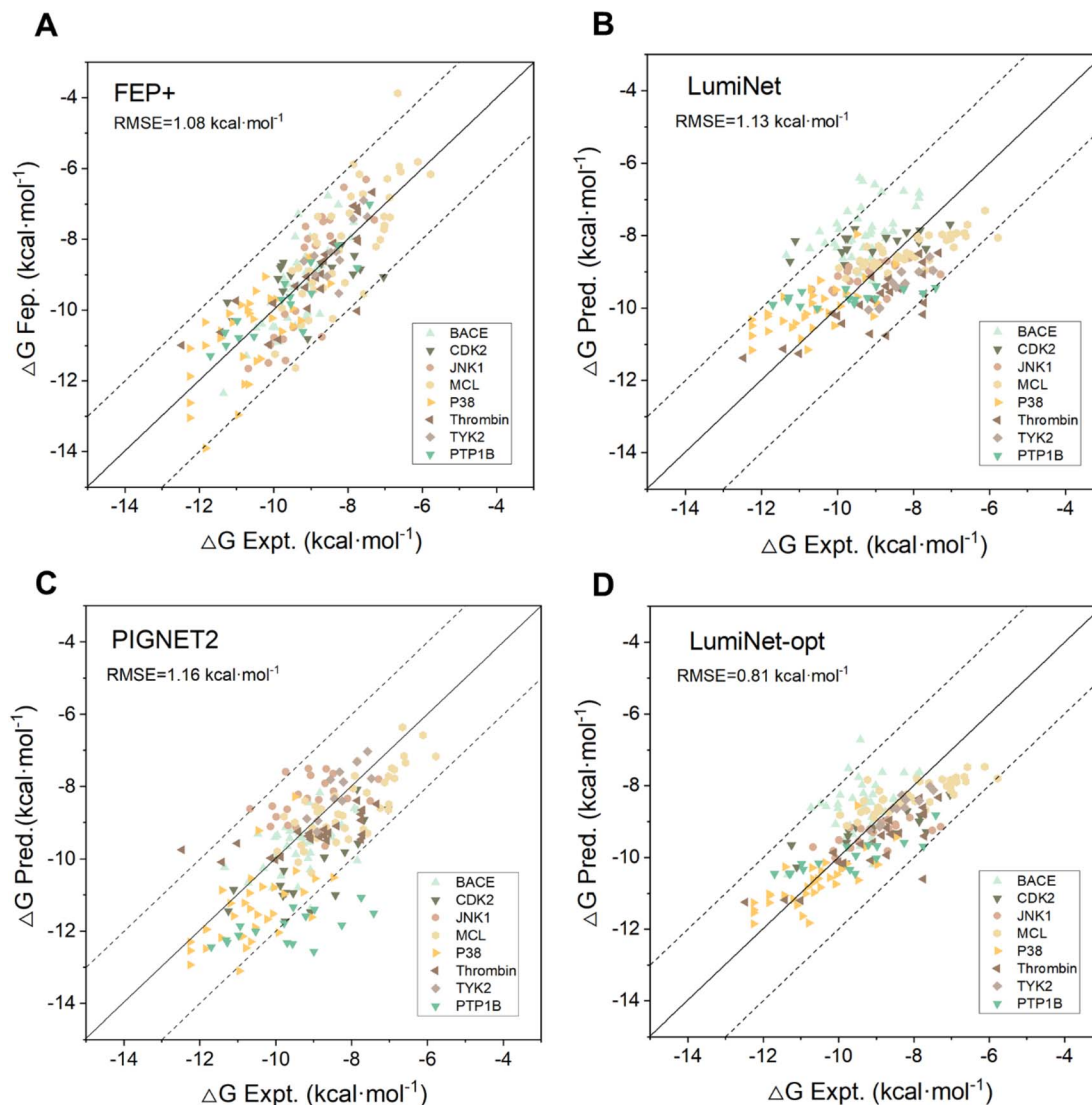 A
FEP+
RMSE=1.08 kcal·mol⁻¹
△G Fep. (kcal·mol⁻¹)
-4
-6
-8
-10
-12
-14
BACE
CDK2
JNK1
MCL
P38
Thrombin
TYK2
PTP1B
-14 -12 -10 -8 -6 -4
△G Expt. (kcal·mol⁻¹)
B
LumiNet
RMSE=1.13 kcal·mol⁻¹
△G Pred. (kcal·mol⁻¹)
-4
-6
-8
-10
-12
-14
BACE
CDK2
JNK1
MCL
P38
Thrombin
TYK2
PTP1B
-14 -12 -10 -8 -6 -4
△G Expt. (kcal·mol⁻¹)
C
PIGNET2
RMSE=1.16 kcal·mol⁻¹
△G Pred.(kcal·mol⁻¹)
-4
-6
-8
-10
-12
-14
BACE
CDK2
JNK1
MCL
P38
Thrombin
TYK2
PTP1B
-14 -12 -10 -8 -6 -4
△G Expt. (kcal·mol⁻¹)
D
LumiNet-opt
RMSE=0.81 kcal·mol⁻¹
△G Pred. (kcal·mol⁻¹)
-4
-6
-8
-10
-12
-14
BACE
CDK2
JNK1
MCL
P38
Thrombin
TYK2
PTP1B
-14 -12 -10 -8 -6 -4
△G Expt. (kcal·mol⁻¹)